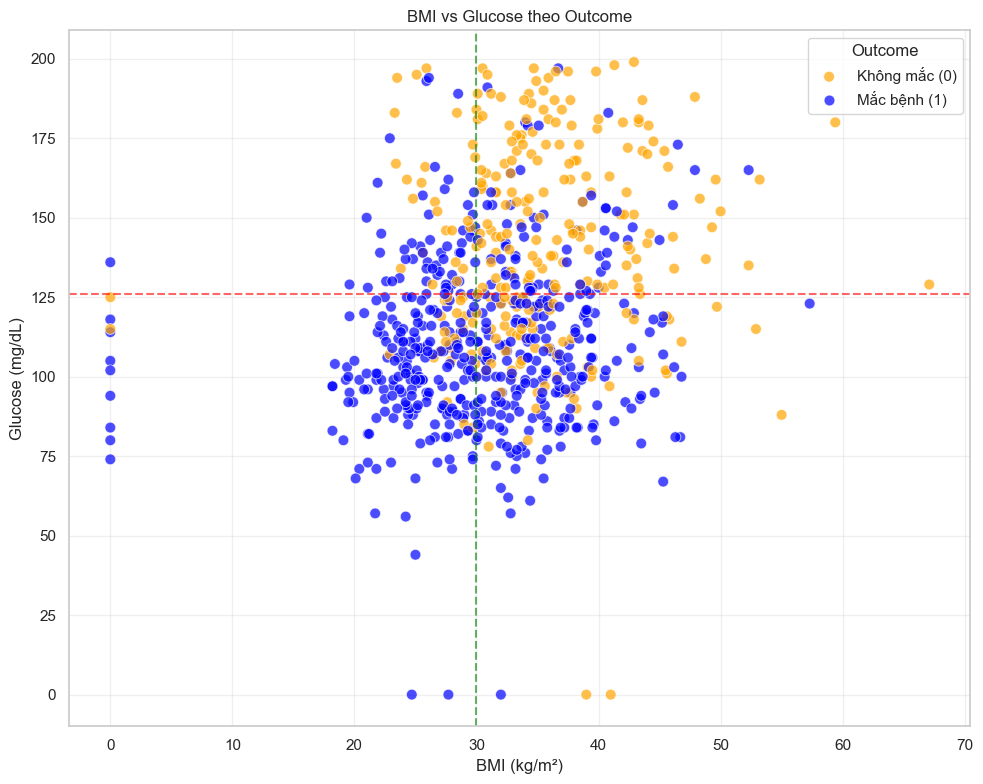 BMI vs Glucose theo Outcome
Outcome
Không mắc (0)
Mắc bệnh (1)
Glucose (mg/dL)
200
175
150
125
100
75
50
25
0
0 10 20 30 40 50 60 70
BMI (kg/m²)